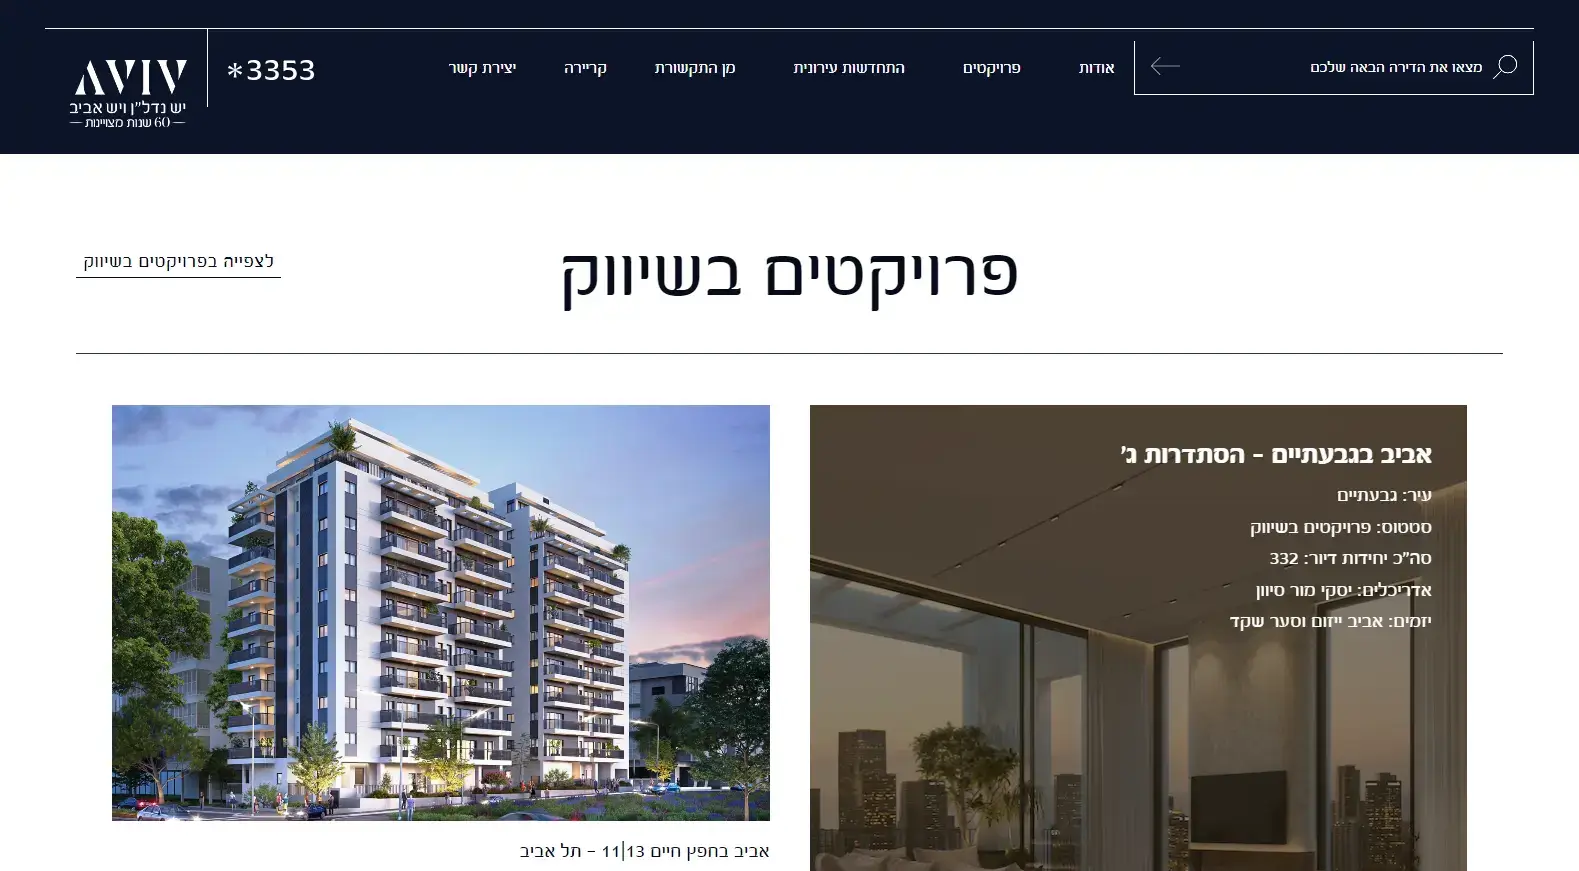 מצאו את הדירה הבאה שלכם
אודות
פרויקטים
התחדשות עירונית
מן התקשורת
קריירה
יצירת קשר
*3353
AVIV
יש נדל"ן ויש אביב
60 שנות מצויינות
פרויקטים בשיווק
לצפייה בפרויקטים בשיווק
אביב בגבעתיים - הסתדרות ג'
עיר: גבעתיים
סטטוס: פרויקטים בשיווק
סה"כ יחידות דיור: 332
אדריכלים: יסקי מור סיוון
יזמים: אביב ייזום וסער שקד
אביב בחפץ חיים 11|13 - תל אביב